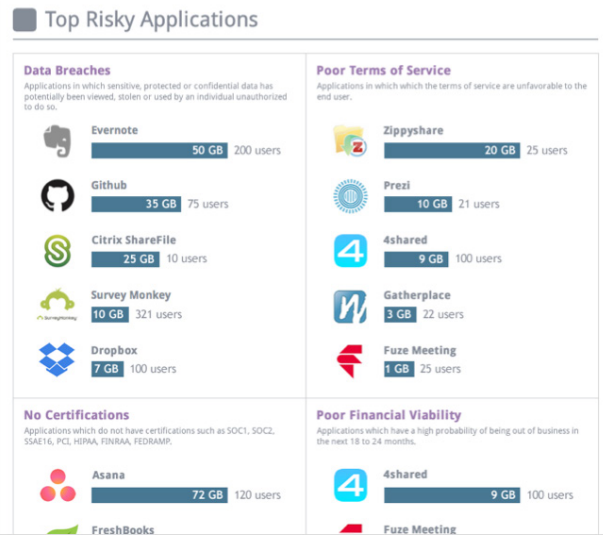 Top Risky Applications
Data Breaches
Applications in which sensitive, protected or confidential data has
potentially been viewed, stolen or used by an individual unauthorized
to do so.
Evernote
50 GB 200 users
Github
35 GB 75 users
Citrix ShareFile
25 GB 10 users
Survey Monkey
10 GB 321 users
SurveyMonkey
Dropbox
7 GB 100 users
Poor Terms of Service
Applications in which which the terms of service are unfavorable to the
end user.
Zippyshare
20 GB 25 users
Prezi
10 GB 21 users
4shared
4
9 GB 100 users
Gatherplace
3 GB 22 users
Fuze Meeting
1 GB 25 users
No Certifications
Applications which do not have certifications such as SOC1, SOC2,
SSAE16, PCI, HIPAA, FINRAA, FEDRAMP.
Asana
72 GB 120 users
FreshBooks
Poor Financial Viability
Applications which have a high probability of being out of business in
the next 18 to 24 months.
4shared
4
9 GB 100 users
Fuze Meeting